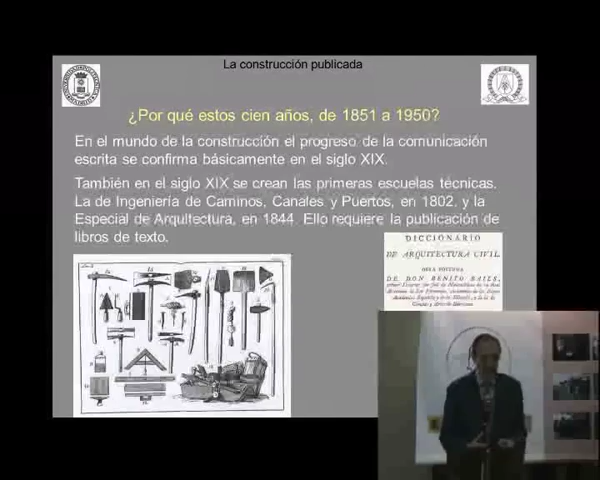 La construcción publicada
¿Por qué estos cien años, de 1851 a 1950?
En el mundo de la construcción el progreso de la comunicación
escrita se confirma básicamente en el siglo XIX.
También en el siglo XIX se crean las primeras escuelas técnicas.
La de Ingeniería de Caminos, Canales y Puertos, en 1802, y la
Especial de Arquitectura, en 1844. Ello requiere la publicación de
libros de texto.
DICCIONARIO
DE ARQUITECTURA CIVIL
OBRA POSTUMA
DE DON BENITO BAILS,